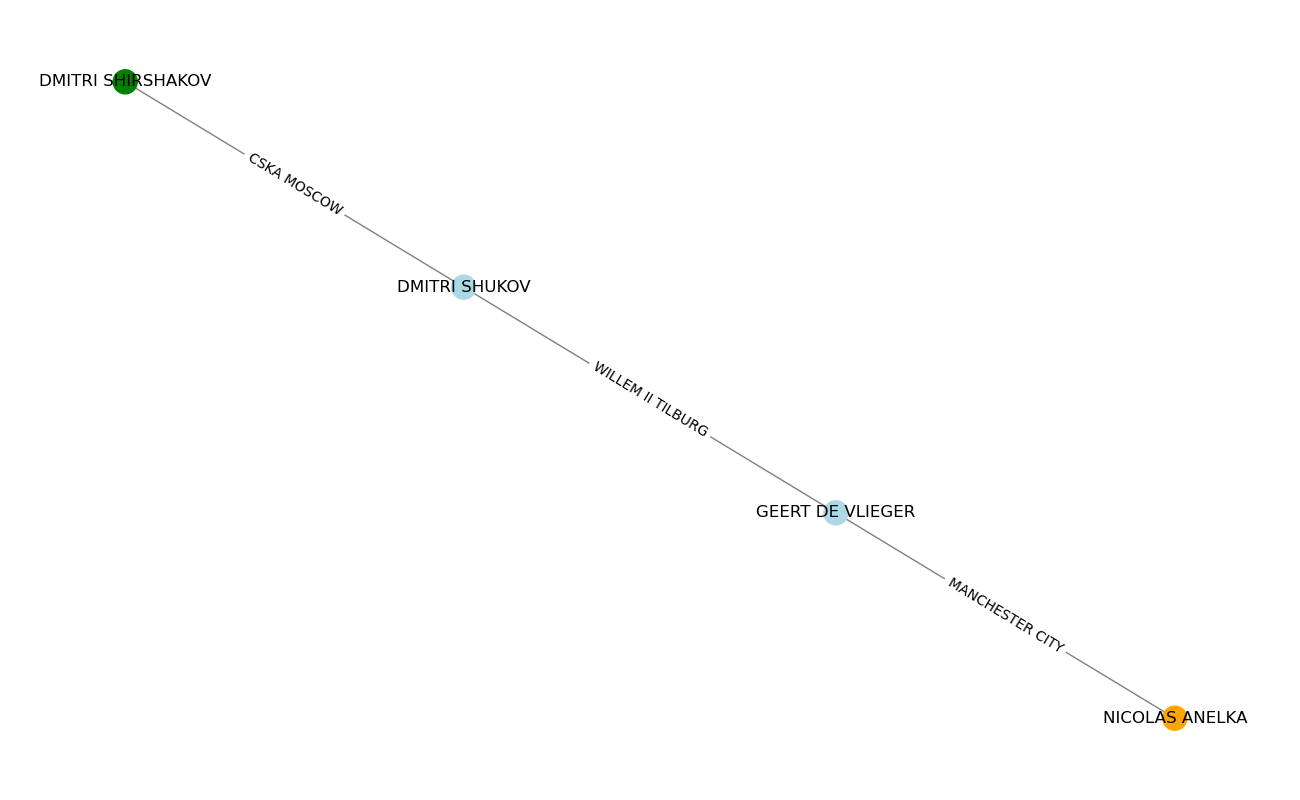 DMITRI SHIRSHAKOV
CSKA MOSCOW
DMITRI SHUKOV
WILLEM II TILBURG
GEERT DE VLIEGER
MANCHESTER CITY
NICOLAS ANELKA